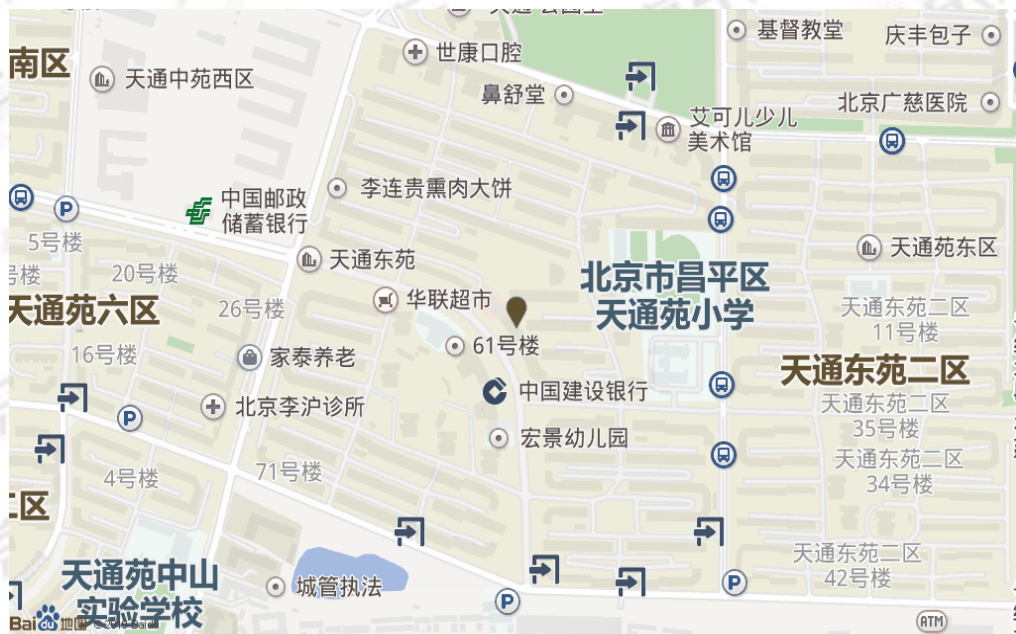 基督教堂
庆丰包子
世康口腔
南区
天通中苑西区
鼻舒堂
北京广慈医院
艾可儿少儿
美术馆
李连贵熏肉大饼
中国邮政
储蓄银行
P
5号楼
天通东苑
天通苑东区
号楼
20号楼
北京市昌平区
天通苑小学
华联超市
天通苑六区
26号楼
天通东苑二区
11号楼
61号楼
16号楼
家泰养老
天通东苑二区
中国建设银行
北京李沪诊所
天通东苑二区
35号楼
P
宏景幼儿园
天通东苑二区
34号楼
4号楼
71号楼
二区
天通东苑二区
42号楼
天通苑中山
实验学校
城管执法
P
P
ATM
Bai du 地图